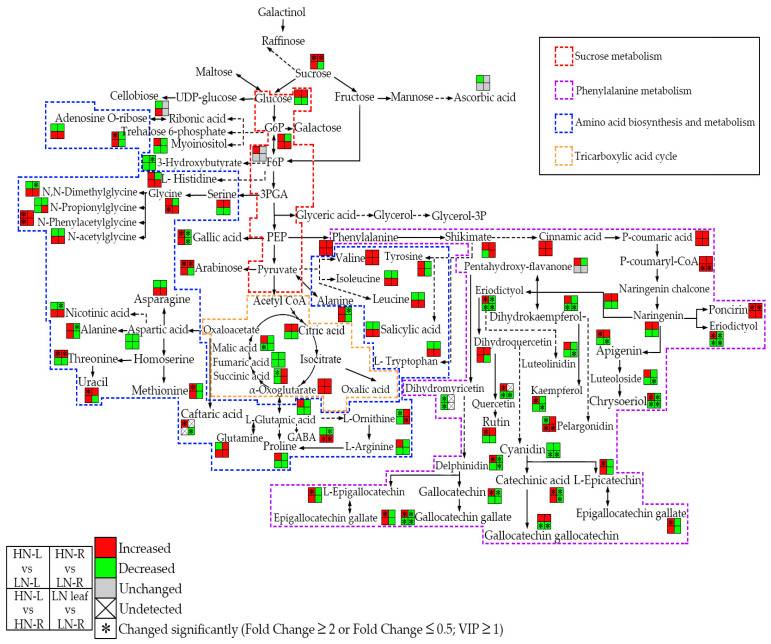 Galactinol
Raffinose
Sucrose
Maltose
Cellobiose UDP-glucose Glucose Fructose Mannose Ascorbic acid
Adenosine O-ribose Ribonic acid
Trehalose 6-phosphate G6P Galactose
Myoinositol
3-Hydroxybutyrate F6P
L- Histidine
N,N-Dimethylglycine Glycine Serine 3PGA
N-Propionylglycine
N-Phenylacetylglycine Glyceric acid Glycerol Glycerol-3P
N-acetylglycine Gallic acid PEP Phenylalanine Shikimate Cinnamic acid P-coumaric acid
Valine Tyrosine P-coumaryl-CoA
Arabinose Pyruvate Pentahydroxy-flavanone
Isoleucine Naringenin chalcone
Asparagine Acetyl CoA Alanine Leucine Eriodictyol
Nicotinic acid Dihydrokaempferol Naringenin Poncirin
Alanine Aspartic acid Oxaloacetate Citric acid Salicylic acid Eriodictyol
Malic acid Dihydroquercetin
Threonine Homoserine Fumaric acid Isocitrate L- Tryptophan Apigenin
Succinic acid Luteolinidin
Uracil Luteoloside
Methionine α-Oxoglutarate Oxalic acid Dihydromyricetin Kaempferol
Quercetin Chryseriol
Caftaric acid L-Glutamic acid L-Ornithine Rutin Pelargonidin
Glutamine GABA
Proline L-Arginine Cyanidin
Delphinidin
Catechinic acid L-Epicatechin
L-Epigallocatechin Gallocatechin
Epigallocatechin gallate Gallocatechin gallate Epigallocatechin gallate
Gallocatechin gallocatechin
Sucrose metabolism
Phenylalanine metabolism
Amino acid biosynthesis and metabolism
Tricarboxylic acid cycle
HN-L HN-R
vs vs
LN-L LN-R
HN-L LN leaf
vs vs
HN-R LN-R
Increased
Decreased
Unchanged
Undetected
* Changed significantly (Fold Change ≥ 2 or Fold Change ≤ 0.5; VIP ≥ 1)